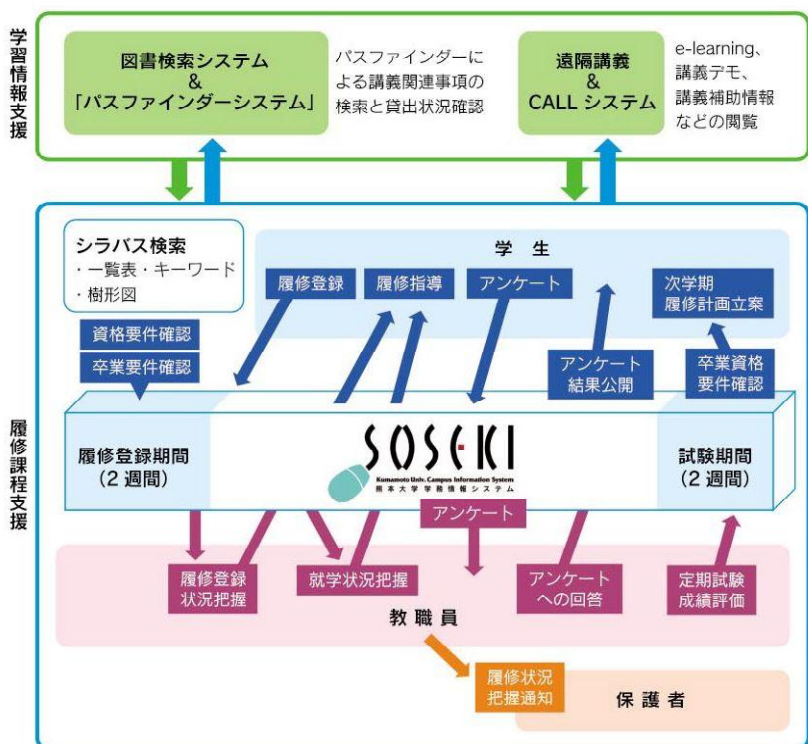 学習情報支援
図書検索システム
&
「パスファインダーシステム」
パスファインダーに
よる講義関連事項の
検索と貸出状況確認
遠隔講義
&
CALL システム
e-learning、
講義デモ、
講義補助情報
などの閲覧
履修課程支援
シラバス検索
・一覧表・キーワード
・樹形図
学 生
履修登録
履修指導
アンケート
次学期
履修計画立案
資格要件確認
卒業要件確認
アンケート
結果公開
卒業資格
要件確認
履修登録期間
(2 週間)
SOSEKI
Kumamoto Univ. Campus Information System
熊本大学学務情報システム
試験期間
(2 週間)
アンケート
履修登録
状況把握
就学状況把握
アンケート
への回答
定期試験
成績評価
教 職 員
履修状況
把握通知
保 護 者